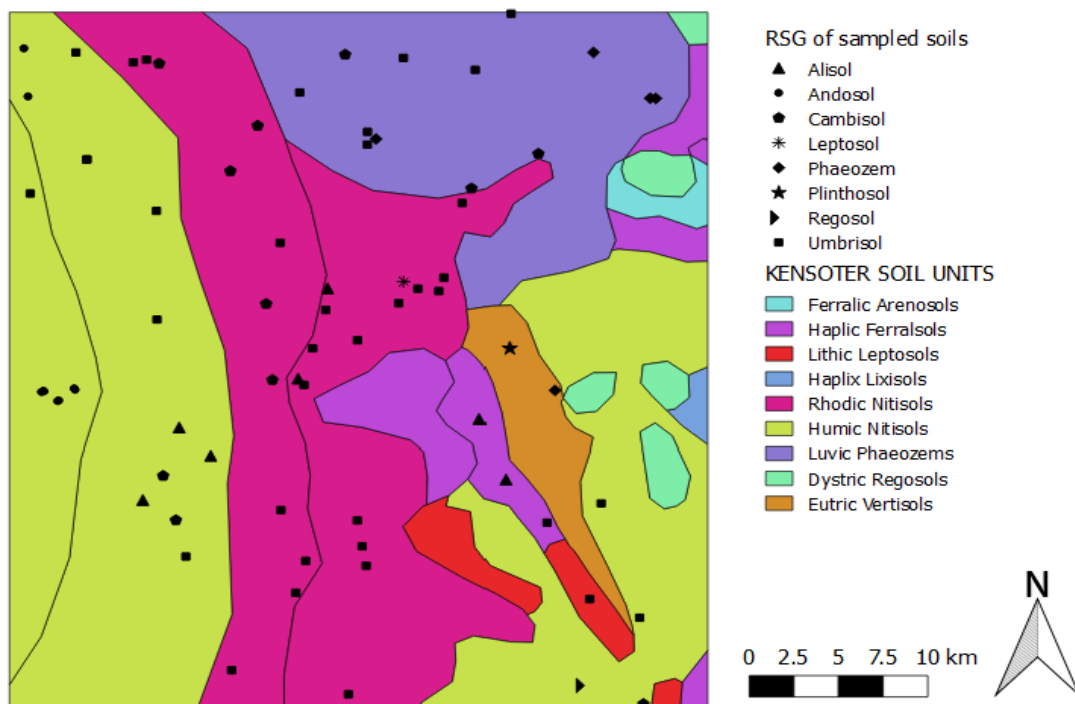 RSG of sampled soils
Alisol
Andosol
Cambisol
Leptosol
Phaeozem
Plinthosol
Regosol
Umbrisol
KENSOTER SOIL UNITS
Ferralic Arenosols
Haplic Ferralsols
Lithic Leptosols
Haplix Lixisols
Rhodic Nitisols
Humic Nitisols
Luvic Phaeozems
Dystric Regosols
Eutric Vertisols
N
0 2.5 5 7.5 10 km